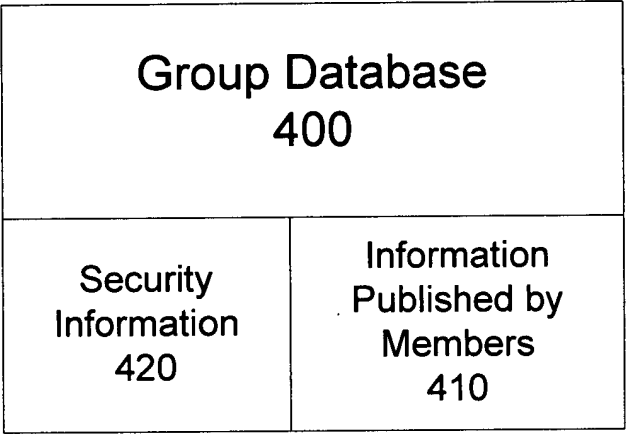 Group Database
400
Security
Information
420
Information
Published by
Members
410